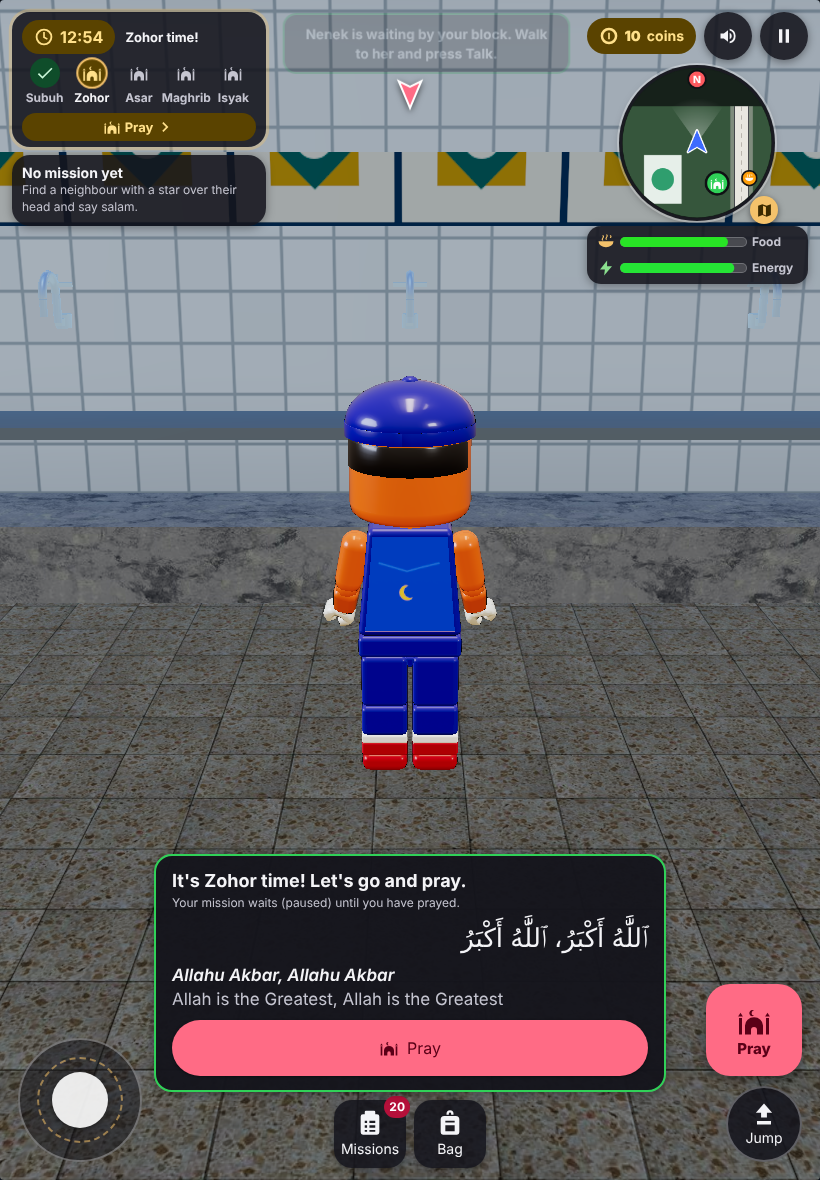 12:54 Zohor time!
Subuh Zohor Asar Maghrib Isyak
Pray
No mission yet
Find a neighbour with a star over their
head and say salam.
Nenek is waiting by your block. Walk
to her and press Talk.
10 coins
N
Food
Energy
It's Zohor time! Let's go and pray.
Your mission waits (paused) until you have prayed.
ٱللَّٰهُ أَكْبَرُ، ٱللَّٰهُ أَكْبَرُ
Allahu Akbar, Allahu Akbar
Allah is the Greatest, Allah is the Greatest
Pray
Pray
20
Missions
Bag
Jump